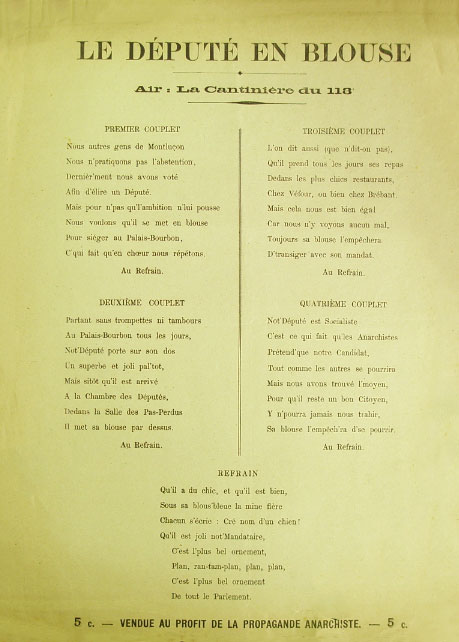 LE DÉPUTÉ EN BLOUSE
Air : La Cantinière du 113e
PREMIER COUPLET
Nous autres gens de Montluçon
Nous n'pratiquons pas l'abstention,
Dernièr'ment nous avons voté
Afin d'élire un Député.
Mais pour n'pas qu'l'ambition n'lui pousse
Nous voulons qu'il se met en blouse
Pour siéger au Palais-Bourbon,
C'qui fait qu'en chœur nous répétons.
Au Refrain.
DEUXIÈME COUPLET
Partant sans trompettes ni tambours
Au Palais-Bourbon tous les jours,
Not'Député porte sur son dos
Un superbe et joli pal'tot,
Mais sitôt qu'il est arrivé
A la Chambre des Députés,
Dedans la Salle des Pas-Perdus
Il met sa blouse par dessus.
Au Refrain.
TROISIÈME COUPLET
L'on dit aussi (que n'dit-on pas),
Qu'il prend tous les jours ses repas
Dedans les plus chics restaurants,
Chez Véfour, ou bien chez Brébant.
Mais cela nous est bien égal
Car nous n'y voyons aucun mal,
Toujours sa blouse l'empêchera
D'transiger avec son mandat.
Au Refrain.
QUATRIÈME COUPLET
Not'Député est Socialiste
C'est ce qui fait qu'les Anarchistes
Prétend'que notre Candidat,
Tout comme les autres se pourrira
Mais nous avons trouvé l'moyen,
Pour qu'il reste un bon Citoyen,
Y n'pourra jamais nous trahir,
Sa blouse l'empêch'ra d'se pourrir.
Au Refrain.
REFRAIN
Qu'il a du chic, et qu'il est bien,
Sous sa blous'bleue la mine fière
Chacun s'écrie : Cré nom d'un chien !
Qu'il est joli not'Mandataire,
C'est l'plus bel ornement,
Plan, ran-tam-plan, plan, plan,
C'est l'plus bel ornement
De tout le Parlement.
5 c. — VENDUE AU PROFIT DE LA PROPAGANDE ANARCHISTE. — 5 c.